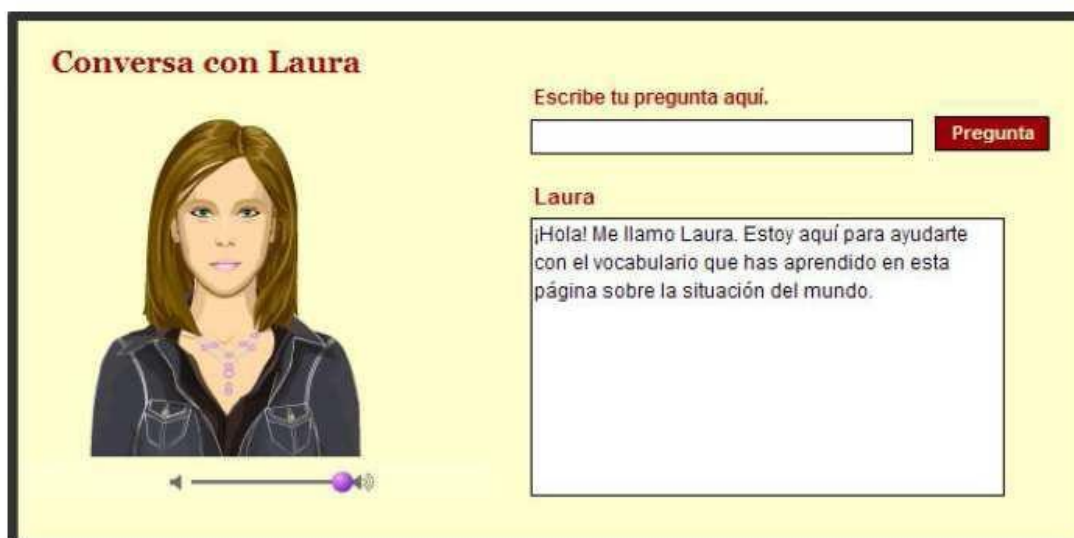 Conversa con Laura
Escribe tu pregunta aquí.
Pregunta
Laura
¡Hola! Me llamo Laura. Estoy aquí para ayudarte
con el vocabulario que has aprendido en esta
página sobre la situación del mundo.